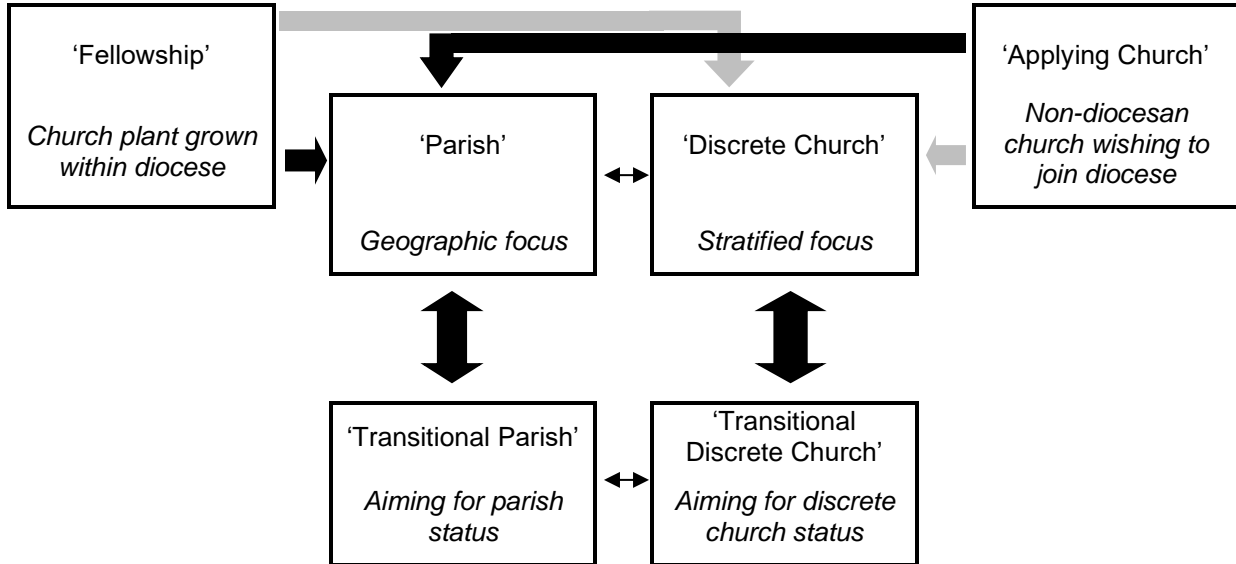 ‘Fellowship’
Church plant grown
within diocese
‘Parish’
Geographic focus
‘Discrete Church’
Stratified focus
‘Applying Church’
Non-diocesan
church wishing to
join diocese
‘Transitional Parish’
Aiming for parish
status
‘Transitional
Discrete Church’
Aiming for discrete
church status